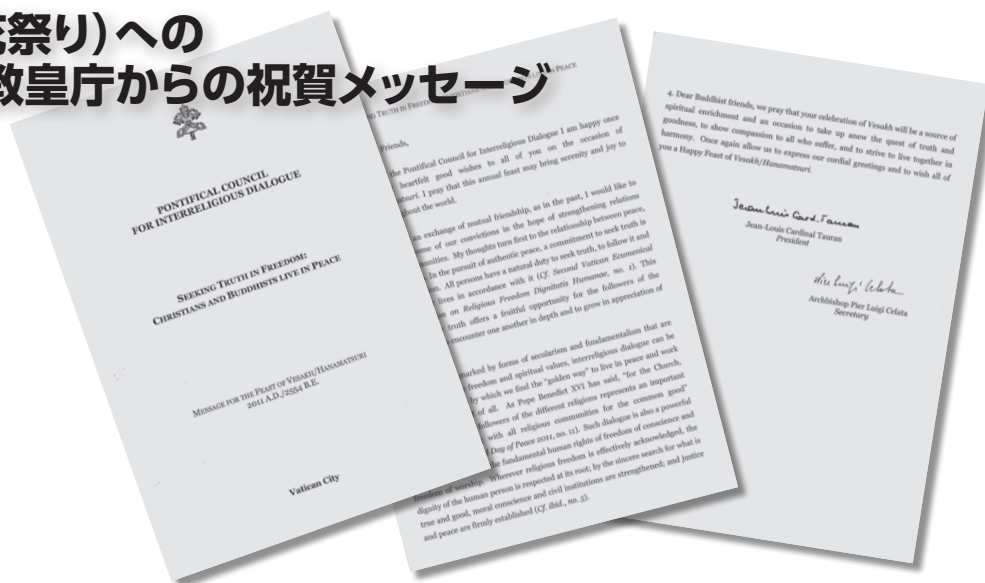 祭り)への
教皇庁からの祝賀メッセージ
PONTIFICAL COUNCIL
FOR INTERRELIGIOUS DIALOGUE
SEEKING TRUTH IN FREEDOM:
CHRISTIANS AND BUDDHISTS LIVE IN PEACE
MESSAGE FOR THE FEAST OF VESAKH/HANAMATSURI
2011 A.D./2554 B.E.
Vatican City
TRUTH IN FREEDOM
PEACE
Friends,
the Pontifical Council for Interreligious Dialogue I am happy once
heartfelt good wishes to all of you on the occasion of
I pray that this annual feast may bring serenity and joy to
the world.
an exchange of mutual friendship, as in the past, I would like to
of our convictions in the hope of strengthening relations
My thoughts turn first to the relationship between peace,
In the pursuit of authentic peace, a commitment to seek truth is
All persons have a natural duty to seek truth, to follow it and
lives in accordance with it (Cf. Second Vatican Ecumenical
on Religious Freedom Dignitatis Humanae, no. 1). This
truth offers a fruitful opportunity for the followers of the
encounter one another in depth and to grow in appreciation of
marked by forms of secularism and fundamentalism that are
freedom and spiritual values, interreligious dialogue can be
by which we find the "golden way" to live in peace and work
of all. As Pope Benedict XVI has said, "for the Church,
followers of the different religions represents an important
with all religious communities for the common good"
Day of Peace 2011, no. 11). Such dialogue is also a powerful
the fundamental human rights of freedom of conscience and
freedom of worship. Wherever religious freedom is effectively acknowledged, the
dignity of the human person is respected at its root; by the sincere search for what is
true and good, moral conscience and civil institutions are strengthened; and justice
and peace are firmly established (Cf. ibid., no. 5).
4. Dear Buddhist friends, we pray that your celebration of Vesakh will be a source of
spiritual enrichment and an occasion to take up anew the quest of truth and
goodness, to show compassion to all who suffer, and to strive to live together in
harmony. Once again allow us to express our cordial greetings and to wish all of
you a Happy Feast of Vesakh/Hanamatsuri.
Jean-Louis Card. Tauran
Jean-Louis Cardinal Tauran
President
Pier Luigi Celata
Archbishop Pier Luigi Celata
Secretary